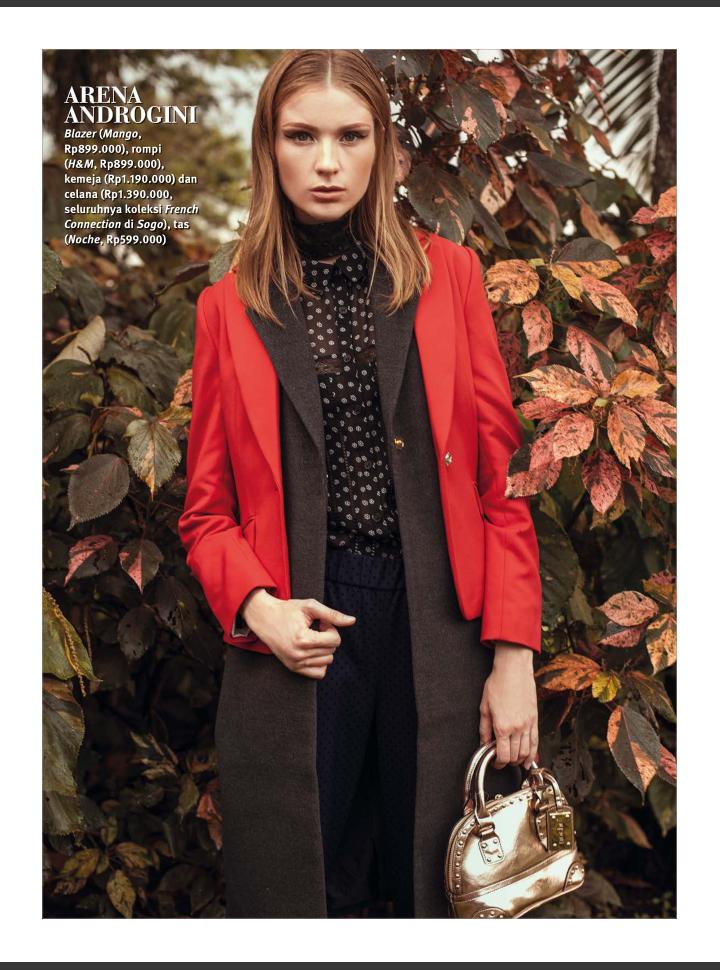 ARENA
ANDROGINI
Blazer (Mango,
Rp899.000), rompi
(H&M, Rp899.000),
kemeja (Rp1.190.000) dan
celana (Rp1.390.000,
seluruhnya koleksi French
Connection di Sogo), tas
(Noche, Rp599.000)